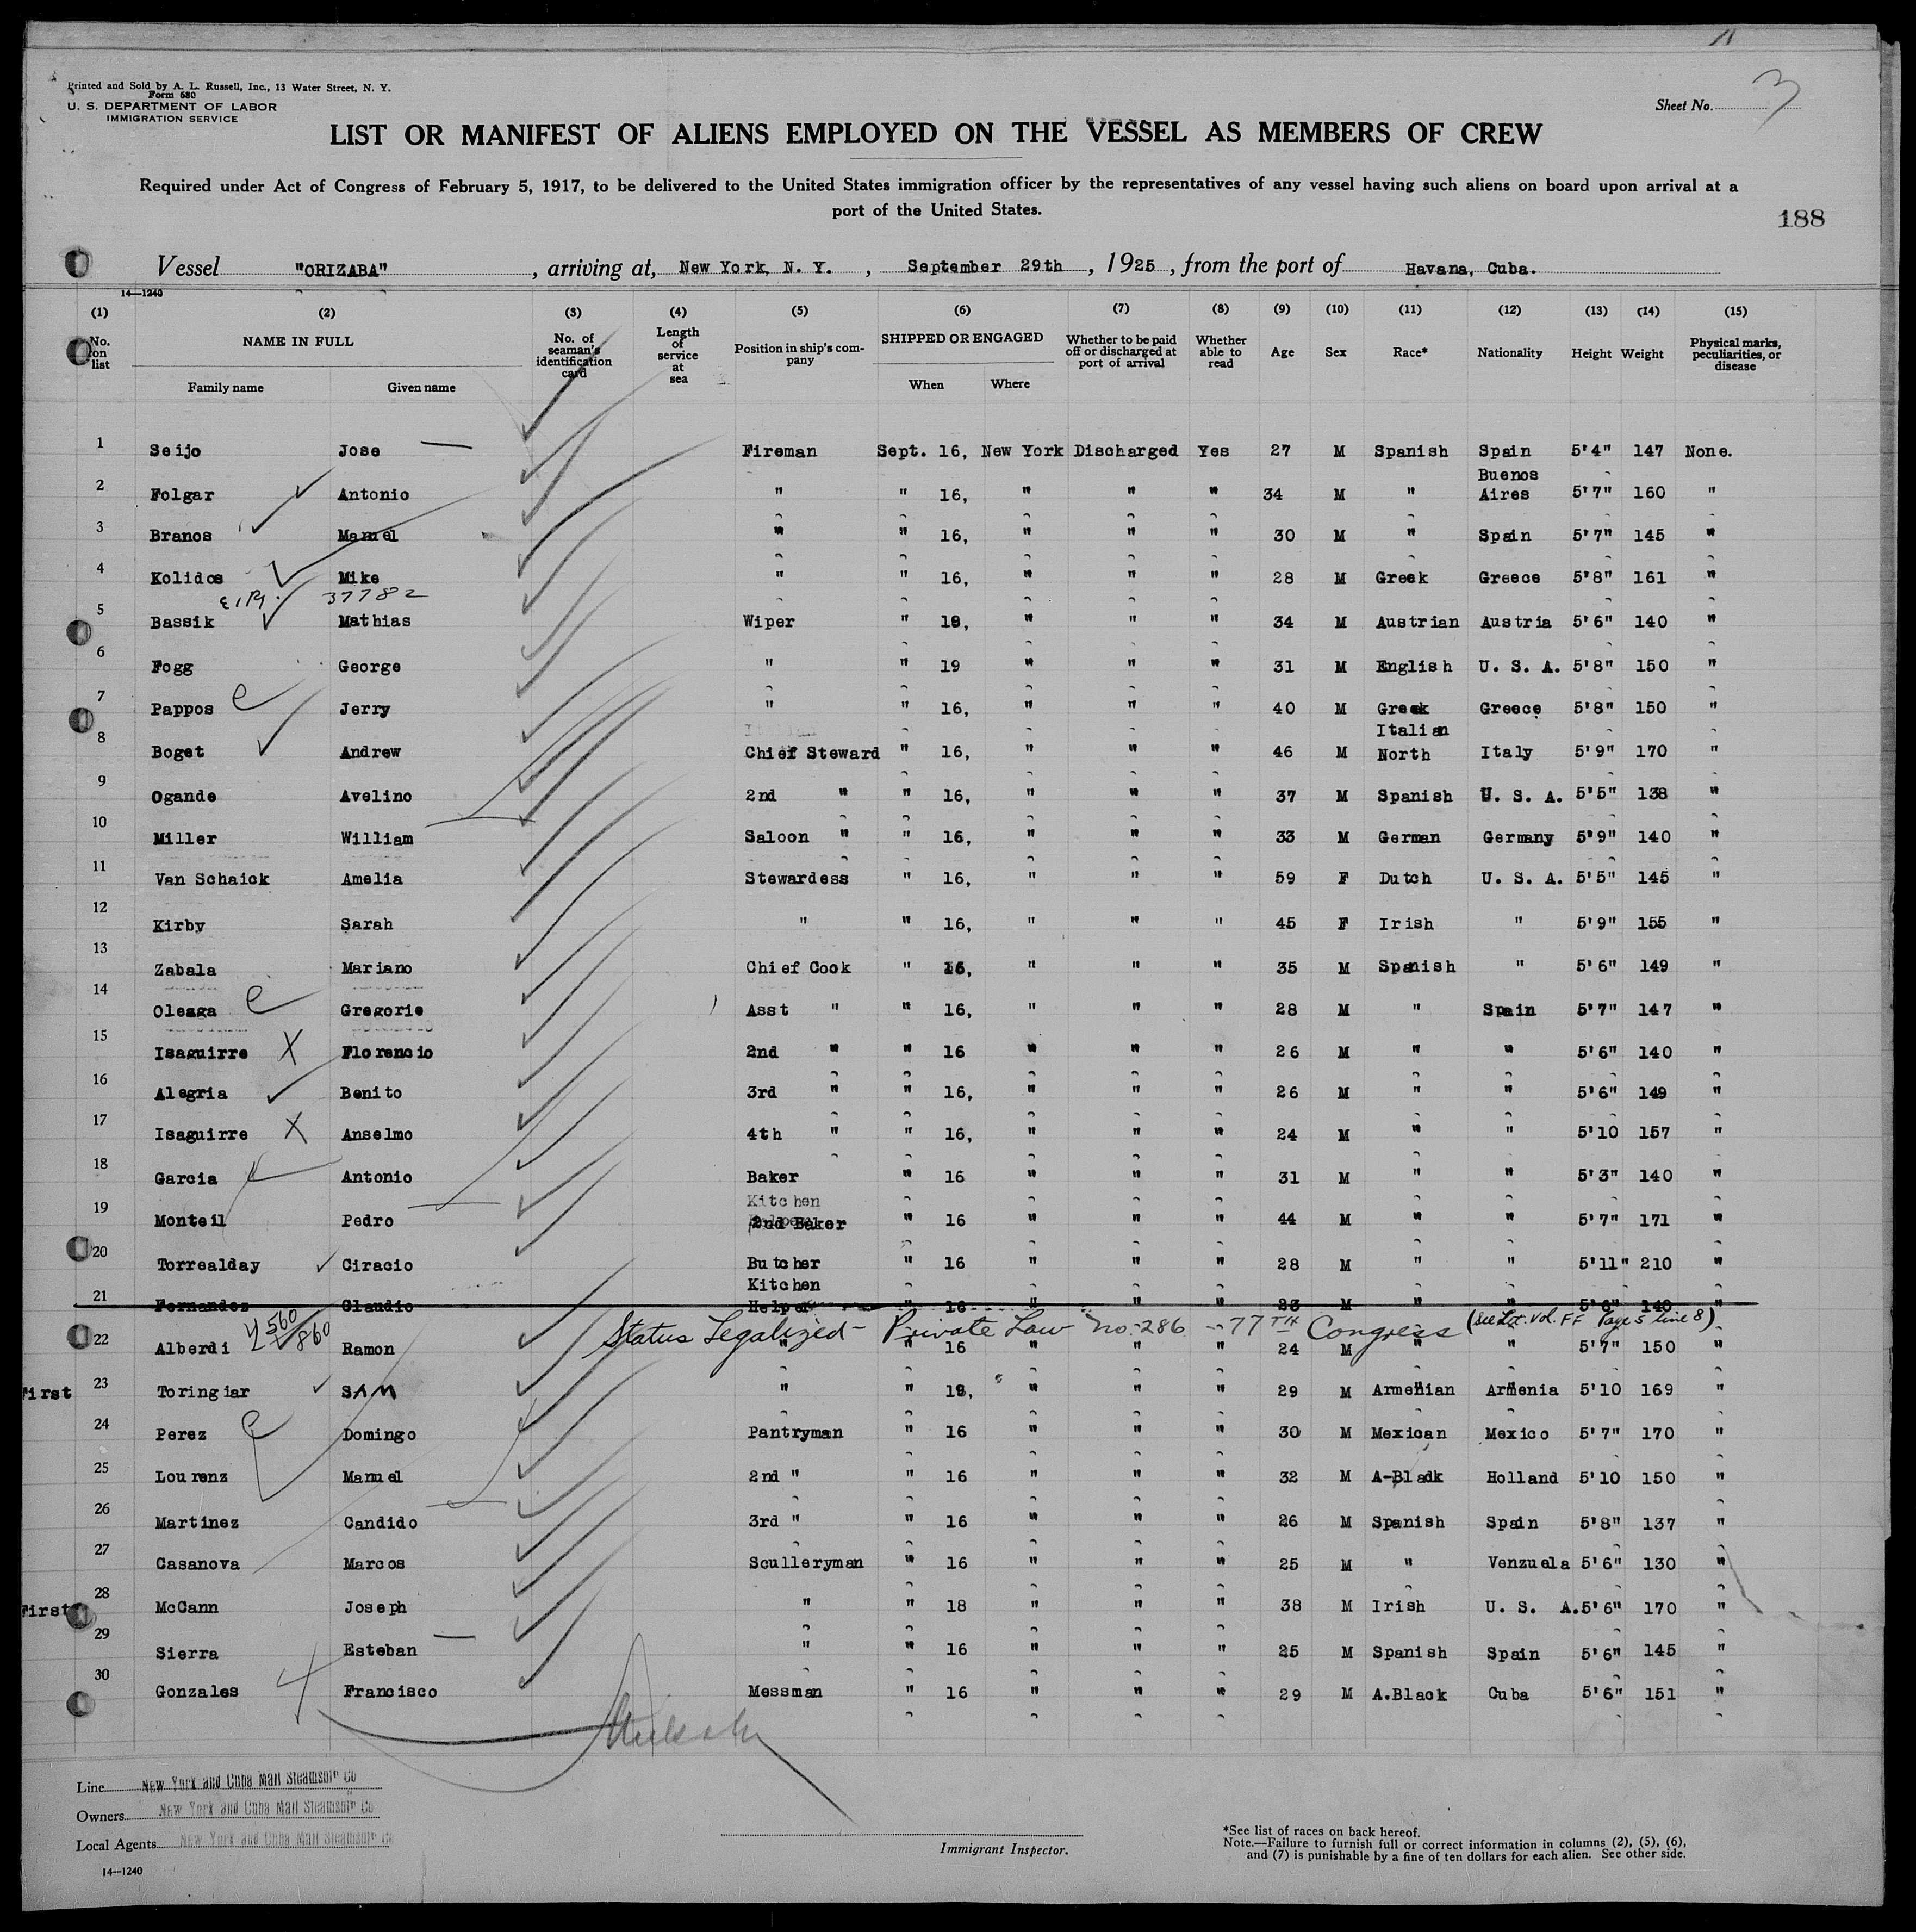 Printed and Sold by A. L. Russell, Inc., 13 Water Street, N. Y.
Form 680
U. S. DEPARTMENT OF LABOR
IMMIGRATION SERVICE
Sheet No. 3
LIST OR MANIFEST OF ALIENS EMPLOYED ON THE VESSEL AS MEMBERS OF CREW
Required under Act of Congress of February 5, 1917, to be delivered to the United States immigration officer by the representatives of any vessel having such aliens on board upon arrival at a
port of the United States.
188
Vessel "ORIZABA", arriving at, New York, N. Y., September 29th, 1925, from the port of Havana, Cuba.
14—1240
(1) (2) (3) (4) (5) (6) (7) (8) (9) (10) (11) (12) (13) (14) (15)
No. on list NAME IN FULL Family name Given name No. of seaman's identification card Length of service at sea Position in ship's company SHIPPED OR ENGAGED When Where Whether to be paid off or discharged at port of arrival Whether able to read Age Sex Race* Nationality Height Weight Physical marks, peculiarities, or disease
1 Seijo Jose Fireman Sept. 16, New York Discharged Yes 27 M Spanish Spain 5'4" 147 None.
2 Folgar Antonio " " 16, " " " 34 M " Buenos Aires 5'7" 160 "
3 Branos Manuel " " 16, " " " 30 M " Spain 5'7" 145 "
4 Kolidos Mike " " 16, " " " 28 M Greek Greece 5'8" 161 "
37782
5 Bassik Mathias Wiper " 19, " " " 34 M Austrian Austria 5'6" 140 "
6 Fogg George " " 19 " " " 31 M English U. S. A. 5'8" 150 "
7 Pappos Jerry " " 16, " " " 40 M Greek Greece 5'8" 150 "
8 Boget Andrew Chief Steward " 16, " " " 46 M Italian North Italy 5'9" 170 "
9 Ogande Avelino 2nd " " 16, " " " 37 M Spanish U. S. A. 5'5" 138 "
10 Miller William Saloon " " 16, " " " 33 M German Germany 5'9" 140 "
11 Van Schaick Amelia Stewardess " 16, " " " 59 F Dutch U. S. A. 5'5" 145 "
12 Kirby Sarah " " 16, " " " 45 F Irish " 5'9" 155 "
13 Zabala Mariano Chief Cook " 16, " " " 35 M Spanish " 5'6" 149 "
14 Oleaga Gregorie Asst " " 16, " " " 28 M " Spain 5'7" 147 "
15 Isaguirre Florencio 2nd " " 16 " " " 26 M " " 5'6" 140 "
16 Alegria Benito 3rd " " 16, " " " 26 M " " 5'6" 149 "
17 Isaguirre Anselmo 4th " " 16, " " " 24 M " " 5'10 157 "
18 Garcia Antonio Baker " 16 " " " 31 M " " 5'3" 140 "
19 Monteil Pedro Kitchen 2nd Baker " 16 " " " 44 M " " 5'7" 171 "
20 Torrealday Ciracio Butcher " 16 " " " 28 M " " 5'11" 210 "
21 Fernandez Claudio Kitchen Helper " 16 " " " 23 M " " 5'6" 140 "
Status Legalized - Private Law No. 286 - 77TH Congress (See Let. Vol. FF Page 5 line 8)
22 Alberdi Ramon " " 16 " " " 24 M " " 5'7" 150 "
First 23 Toringiar SAM " " 19, " " " 29 M Armenian Armenia 5'10 169 "
24 Perez Domingo Pantryman " 16 " " " 30 M Mexican Mexico 5'7" 170 "
25 Lourenz Manuel 2nd " " 16 " " " 32 M A-Black Holland 5'10 150 "
26 Martinez Candido 3rd " " 16 " " " 26 M Spanish Spain 5'8" 137 "
27 Casanova Marcos Sculleryman " 16 " " " 25 M " Venzuela 5'6" 130 "
First 28 McCann Joseph " " 18 " " " 38 M Irish U. S. A. 5'6" 170 "
29 Sierra Esteban " " 16 " " " 25 M Spanish Spain 5'6" 145 "
30 Gonzales Francisco Messman " 16 " " " 29 M A.Black Cuba 5'6" 151 "
Line New York and Cuba Mail Steamship Co
Owners New York and Cuba Mail Steamship Co
Local Agents New York and Cuba Mail Steamship Co
14—1240
Immigrant Inspector.
*See list of races on back hereof.
Note.—Failure to furnish full or correct information in columns (2), (5), (6),
and (7) is punishable by a fine of ten dollars for each alien. See other side.